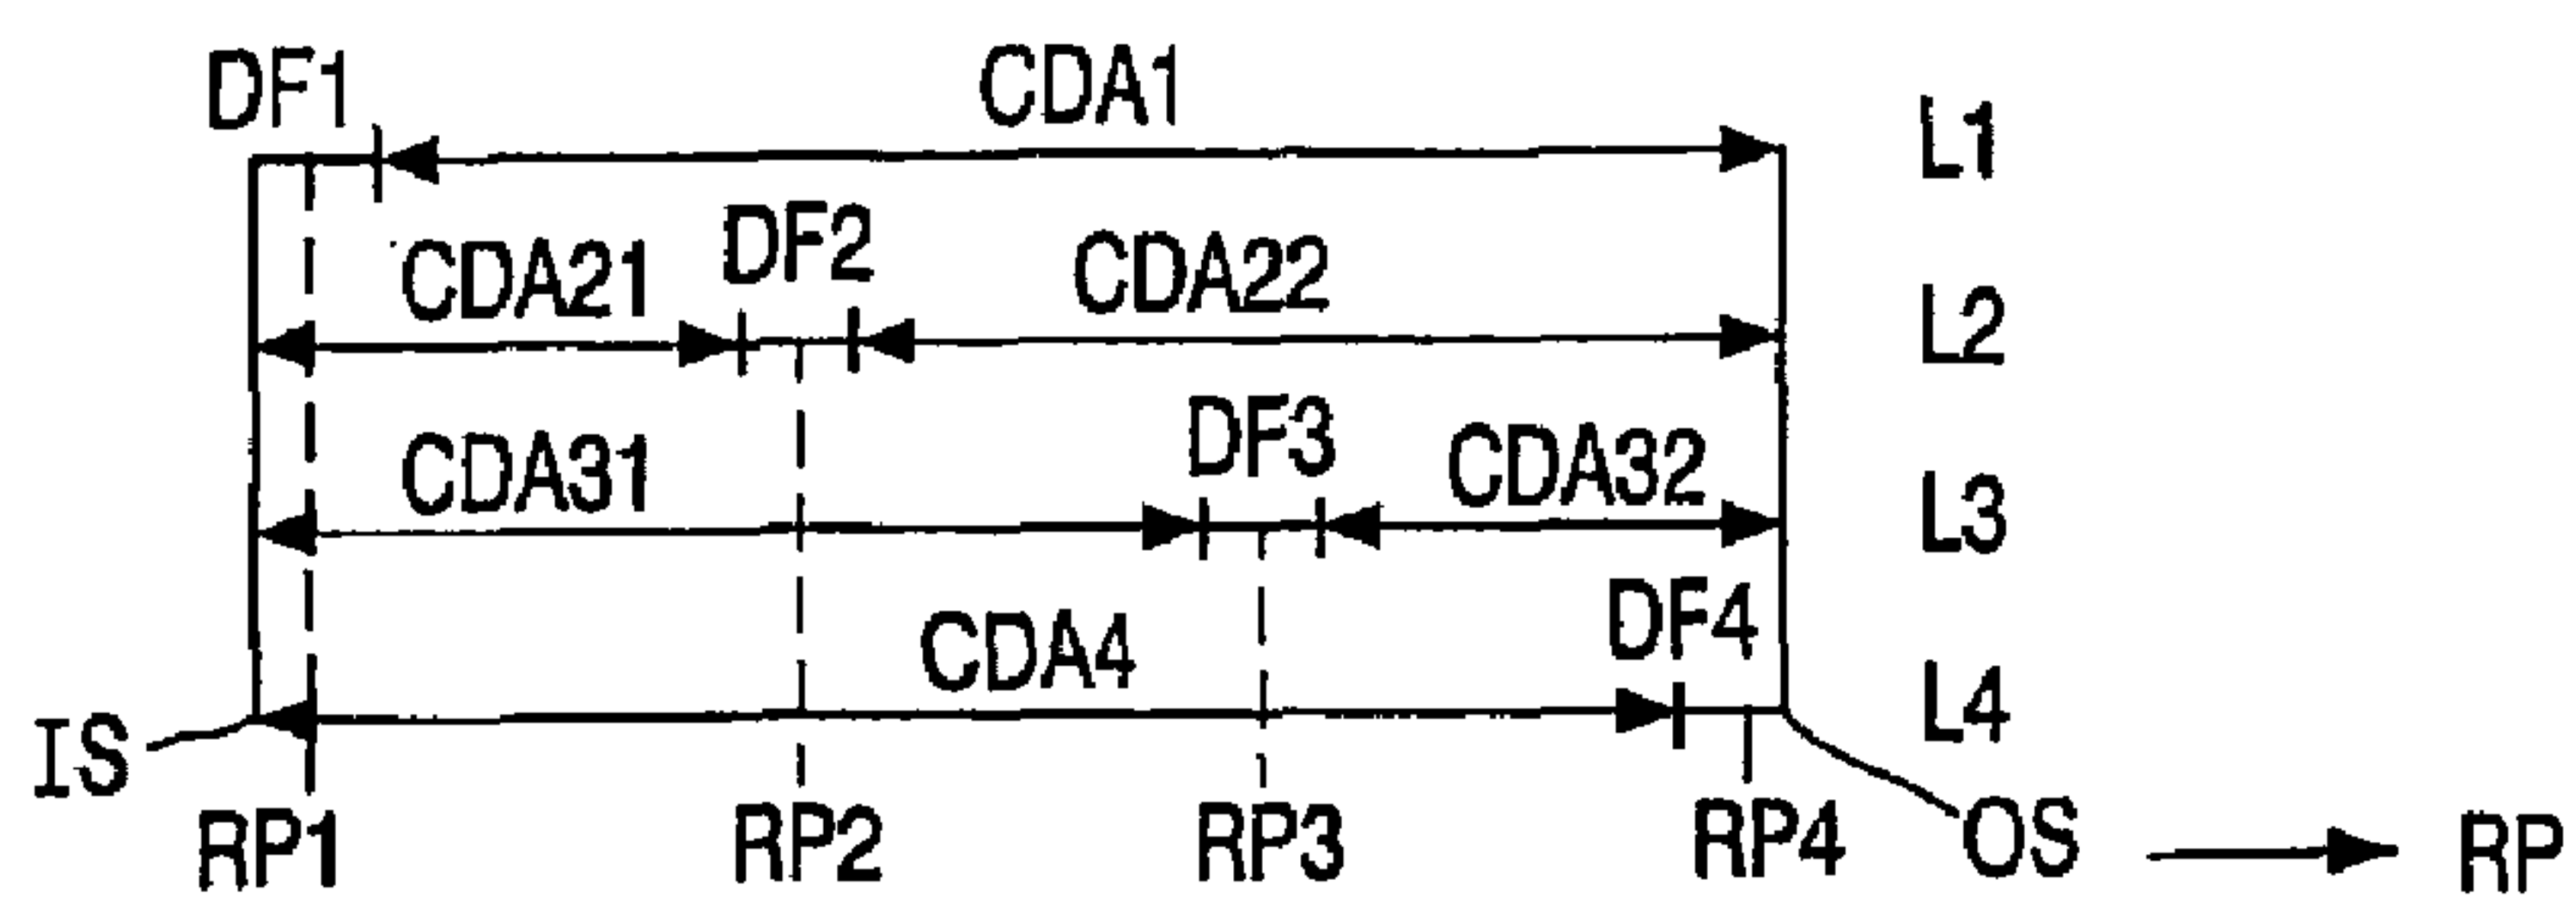 DF1 CDA1 L1
CDA21 DF2 CDA22 L2
CDA31 DF3 CDA32 L3
CDA4 DF4 L4
IS RP1 RP2 RP3 RP4 OS RP